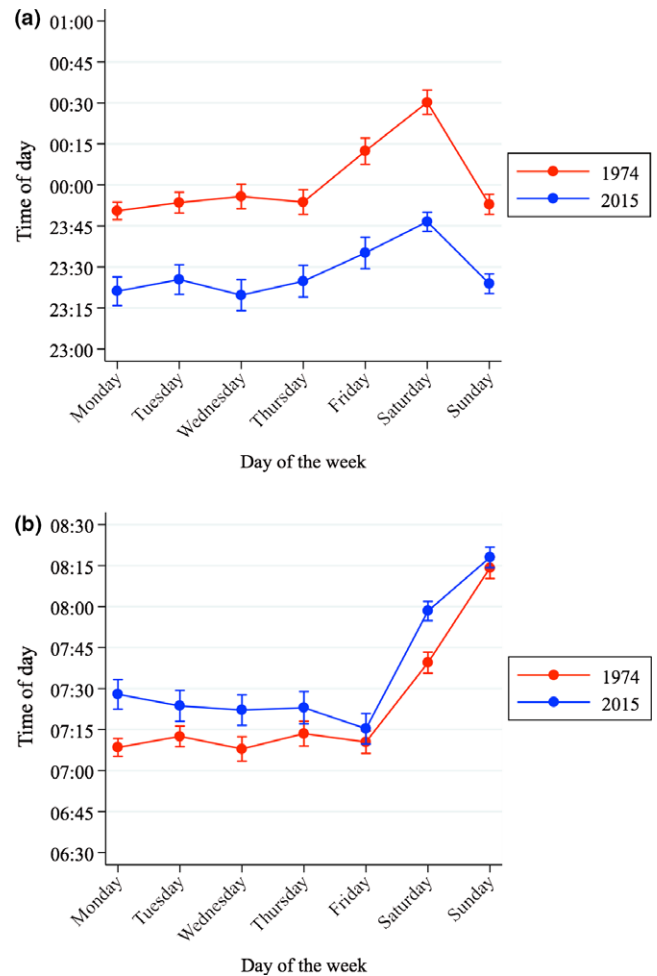 (a)
01:00
00:45
00:30
00:15
00:00
23:45
23:30
23:15
23:00
Time of day
Monday
Tuesday
Wednesday
Thursday
Friday
Saturday
Sunday
Day of the week
1974
2015
(b)
08:30
08:15
08:00
07:45
07:30
07:15
07:00
06:45
06:30
Time of day
Monday
Tuesday
Wednesday
Thursday
Friday
Saturday
Sunday
Day of the week
1974
2015